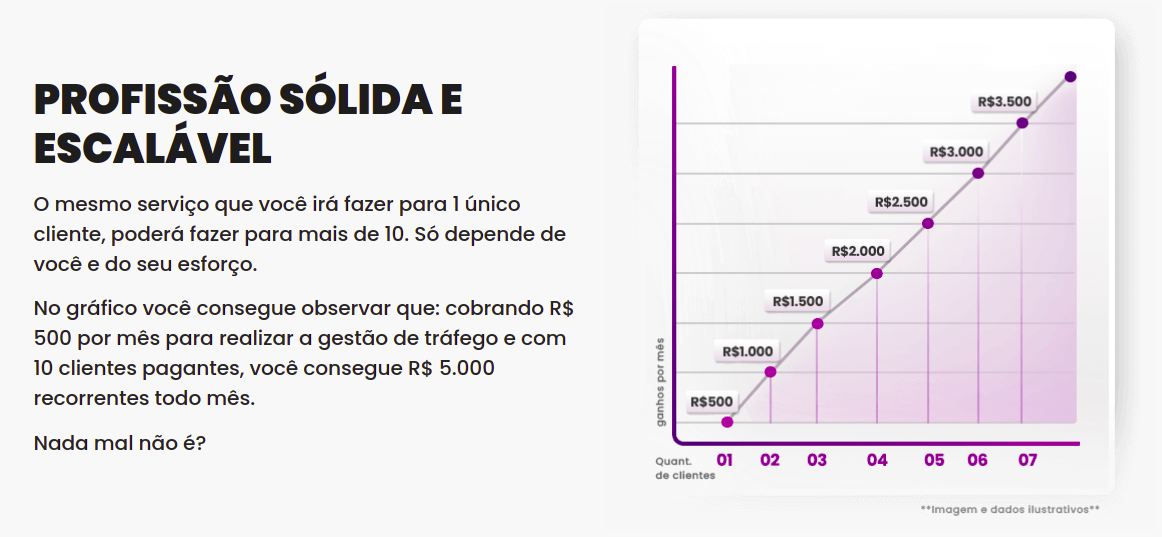 PROFISSÃO SÓLIDA E
ESCALÁVEL
O mesmo serviço que você irá fazer para 1 único
cliente, poderá fazer para mais de 10. Só depende de
você e do seu esforço.
No gráfico você consegue observar que: cobrando R$
500 por mês para realizar a gestão de tráfego e com
10 clientes pagantes, você consegue R$ 5.000
recorrentes todo mês.
Nada mal não é?
R$3.500
R$3.000
R$2.500
R$2.000
R$1.500
R$1.000
R$500
ganhos por mês
Quant.
de clientes
01 02 03 04 05 06 07
**Imagem e dados ilustrativos**